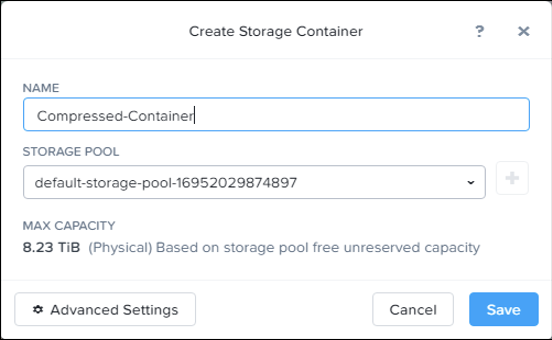 Create Storage Container
?
×
NAME
Compressed-Container
STORAGE POOL
default-storage-pool-16952029874897
+
MAX CAPACITY
8.23 TiB (Physical) Based on storage pool free unreserved capacity
Advanced Settings
Cancel
Save